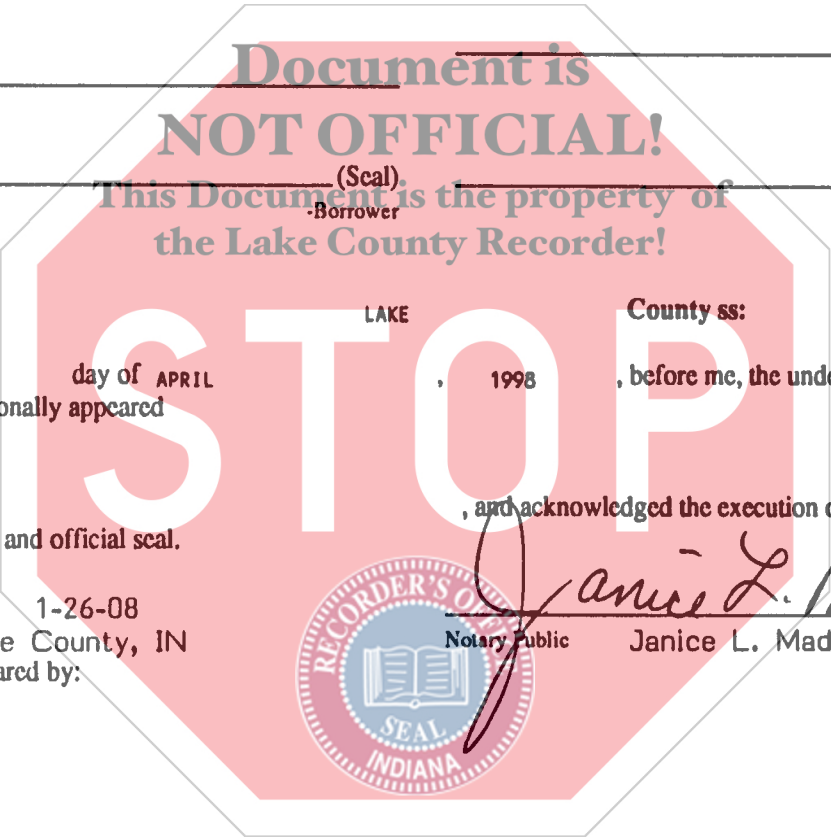 Document is
NOT OFFICIAL!
(Seal)
This Document is the property of
-Borrower
the Lake County Recorder!
LAKE County ss:
day of APRIL , 1998 , before me, the unde
onally appeared
, and acknowledged the execution
and official seal.
STOP
1-26-08
e County, IN
ared by:
Janice L.
Notary Public Janice L. Mad
RECORDER'S OFFICE
SEAL
INDIANA